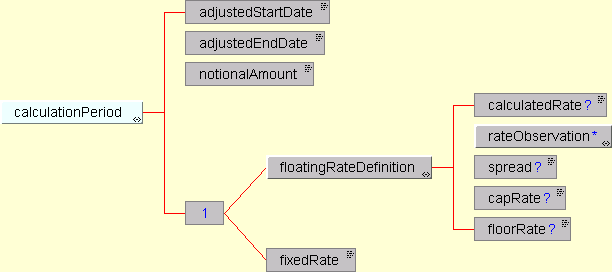 adjustedStartDate
adjustedEndDate
notionalAmount
calculationPeriod
calculatedRate?
rateObservation*
floatingRateDefinition
spread?
capRate?
1
floorRate?
fixedRate